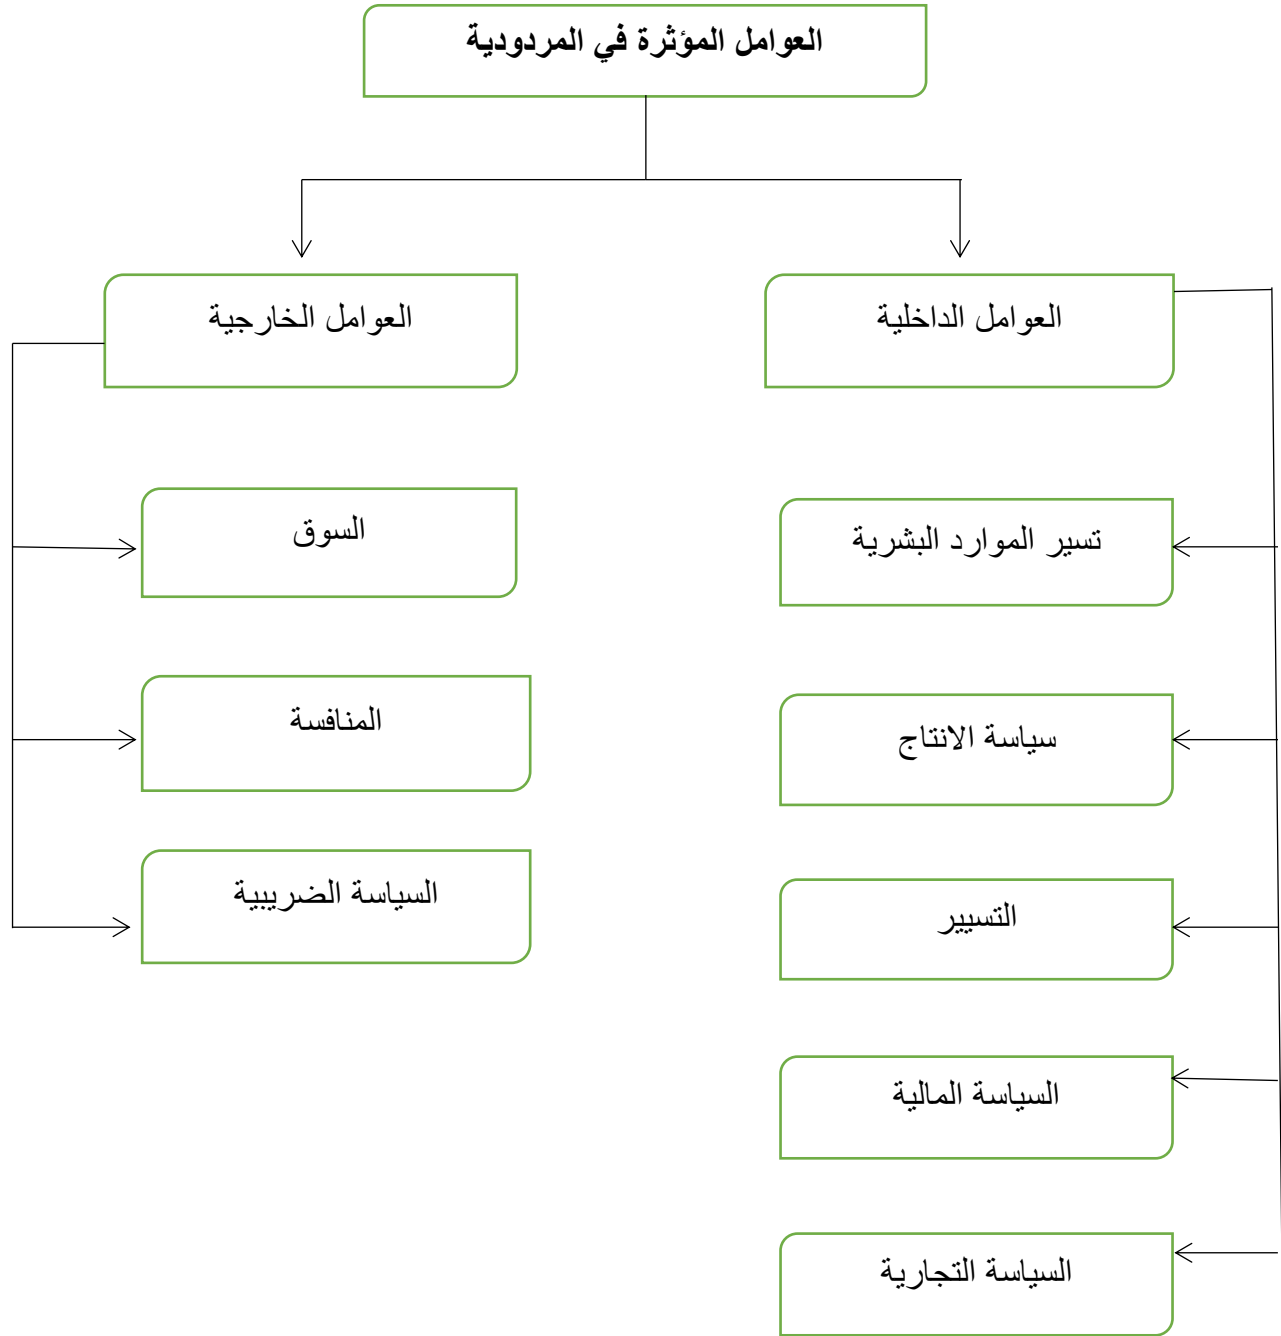 العوامل المؤثرة في المردودية
العوامل الداخلية
العوامل الخارجية
تسير الموارد البشرية
سياسة الانتاج
التسيير
السياسة المالية
السياسة التجارية
السوق
المنافسة
السياسة الضريبية